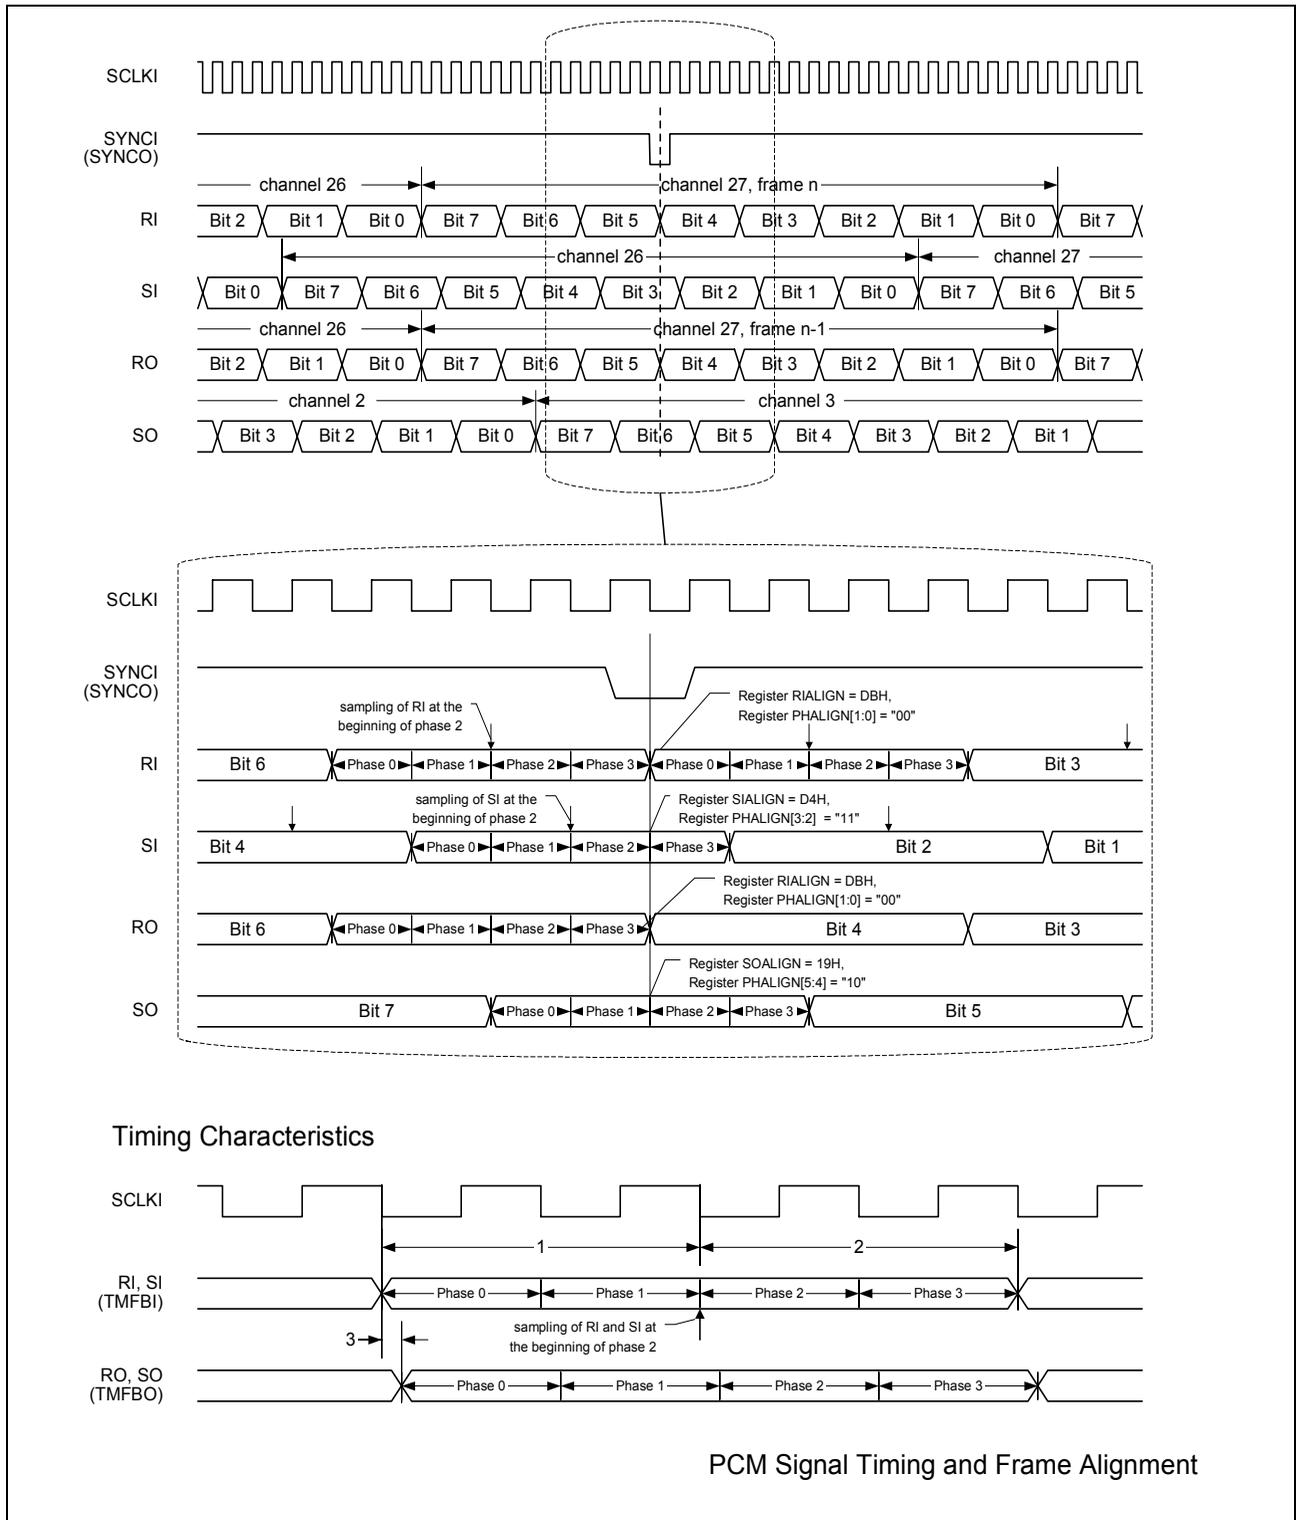 SCLKI
SYNCI
(SYNCO)
channel 26 channel 27, frame n
RI Bit 2 Bit 1 Bit 0 Bit 7 Bit 6 Bit 5 Bit 4 Bit 3 Bit 2 Bit 1 Bit 0 Bit 7
channel 26 channel 27
SI Bit 0 Bit 7 Bit 6 Bit 5 Bit 4 Bit 3 Bit 2 Bit 1 Bit 0 Bit 7 Bit 6 Bit 5
channel 26 channel 27, frame n-1
RO Bit 2 Bit 1 Bit 0 Bit 7 Bit 6 Bit 5 Bit 4 Bit 3 Bit 2 Bit 1 Bit 0 Bit 7
channel 2 channel 3
SO Bit 3 Bit 2 Bit 1 Bit 0 Bit 7 Bit 6 Bit 5 Bit 4 Bit 3 Bit 2 Bit 1
SCLKI
SYNCI
(SYNCO)
sampling of RI at the
beginning of phase 2
Register RIALIGN = DBH,
Register PHALIGN[1:0] = "00"
RI Bit 6 Phase 0 Phase 1 Phase 2 Phase 3 Phase 0 Phase 1 Phase 2 Phase 3 Bit 3
sampling of SI at the
beginning of phase 2
Register SIALIGN = D4H,
Register PHALIGN[3:2] = "11"
SI Bit 4 Phase 0 Phase 1 Phase 2 Phase 3 Bit 2 Bit 1
Register RIALIGN = DBH,
Register PHALIGN[1:0] = "00"
RO Bit 6 Phase 0 Phase 1 Phase 2 Phase 3 Bit 4 Bit 3
Register SOALIGN = 19H,
Register PHALIGN[5:4] = "10"
SO Bit 7 Phase 0 Phase 1 Phase 2 Phase 3 Bit 5
Timing Characteristics
SCLKI
1 2
RI, SI
(TMFBI)
Phase 0 Phase 1 Phase 2 Phase 3
sampling of RI and SI at
the beginning of phase 2
3
RO, SO
(TMFBO)
Phase 0 Phase 1 Phase 2 Phase 3
PCM Signal Timing and Frame Alignment